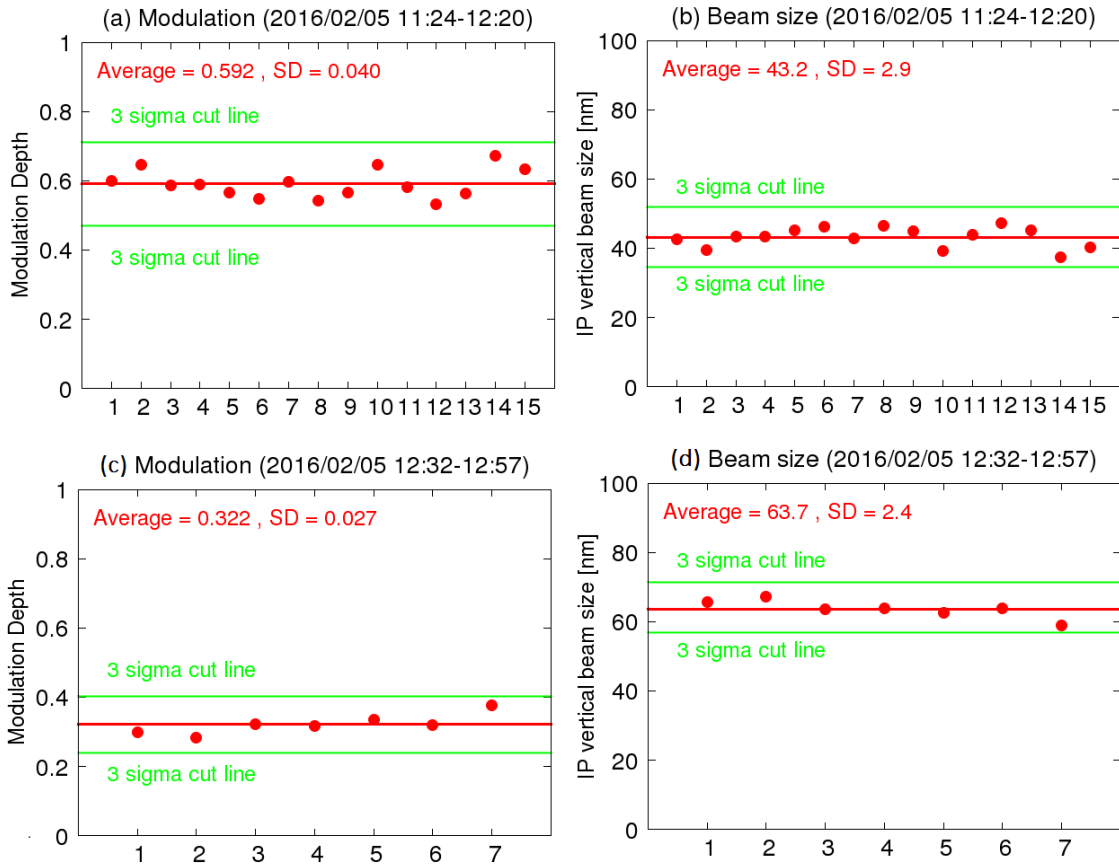 (a) Modulation (2016/02/05 11:24-12:20)
Average = 0.592 , SD = 0.040
3 sigma cut line
3 sigma cut line
Modulation Depth
1
0.8
0.6
0.4
0.2
0
1 2 3 4 5 6 7 8 9 10 11 12 13 14 15
(b) Beam size (2016/02/05 11:24-12:20)
Average = 43.2 , SD = 2.9
3 sigma cut line
3 sigma cut line
IP vertical beam size [nm]
100
80
60
40
20
0
1 2 3 4 5 6 7 8 9 10 11 12 13 14 15
(c) Modulation (2016/02/05 12:32-12:57)
Average = 0.322 , SD = 0.027
3 sigma cut line
3 sigma cut line
Modulation Depth
1
0.8
0.6
0.4
0.2
0
1 2 3 4 5 6 7
(d) Beam size (2016/02/05 12:32-12:57)
Average = 63.7 , SD = 2.4
3 sigma cut line
3 sigma cut line
IP vertical beam size [nm]
100
80
60
40
20
0
1 2 3 4 5 6 7